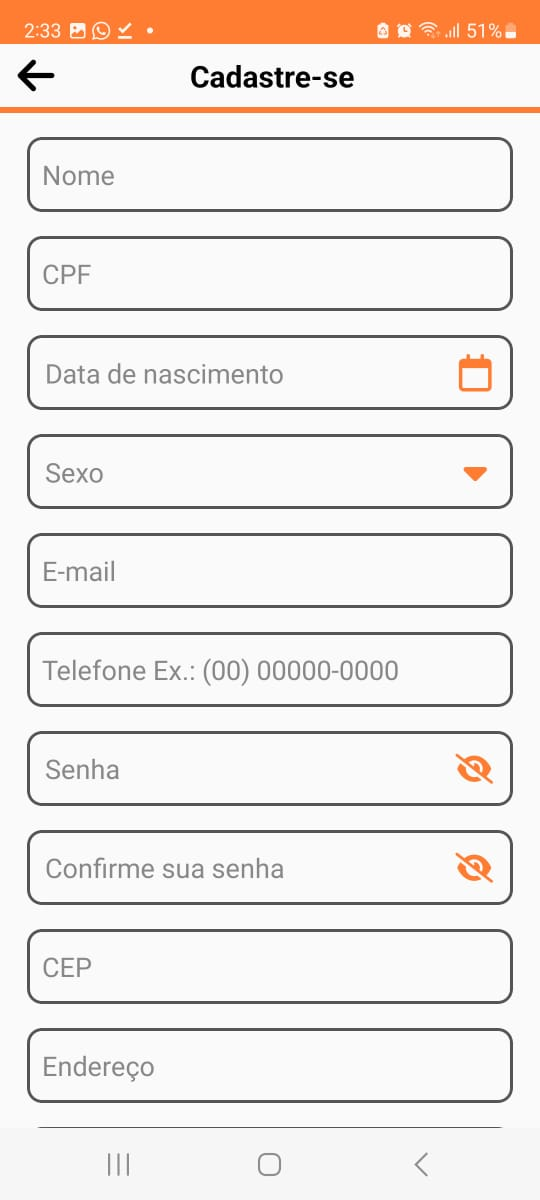 2:33
51%
Cadastre-se
Nome
CPF
Data de nascimento
Sexo
E-mail
Telefone Ex.: (00) 00000-0000
Senha
Confirme sua senha
CEP
Endereço